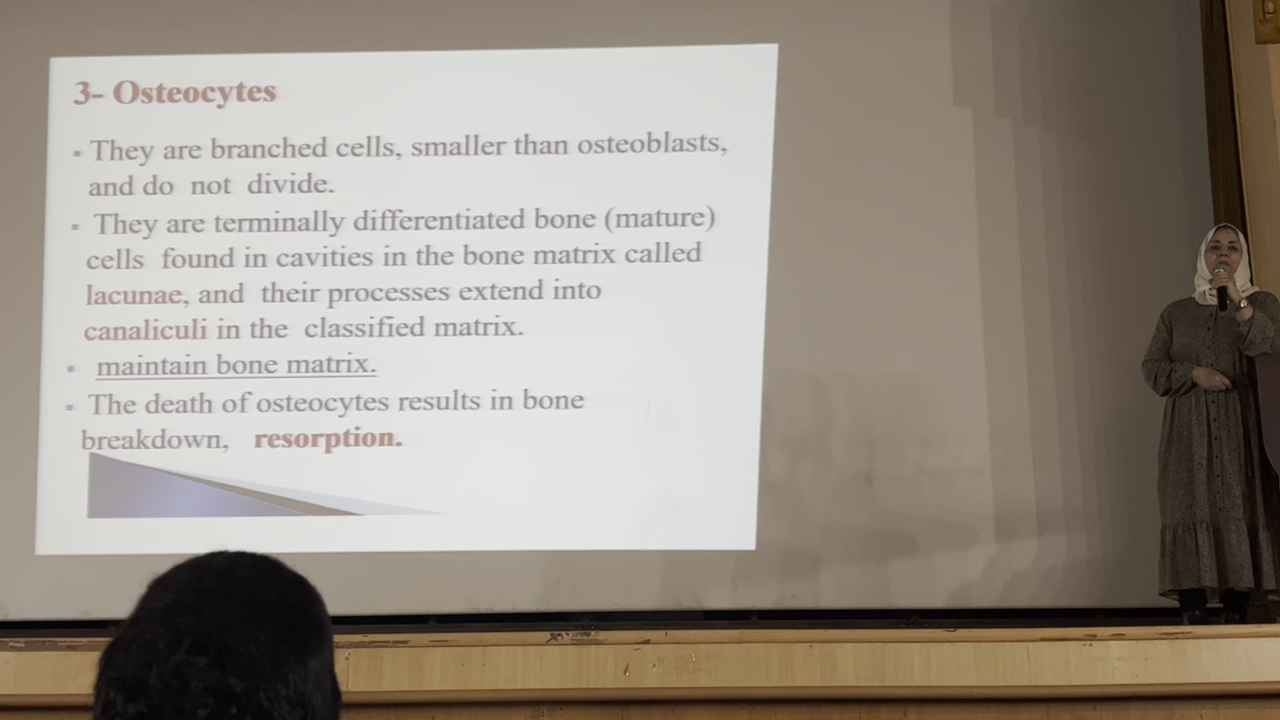 3- Osteocytes
▪ They are branched cells, smaller than osteoblasts,
and do not divide.
▪ They are terminally differentiated bone (mature)
cells found in cavities in the bone matrix called
lacunae, and their processes extend into
canaliculi in the classified matrix.
▪ maintain bone matrix.
▪ The death of osteocytes results in bone
breakdown, resorption.